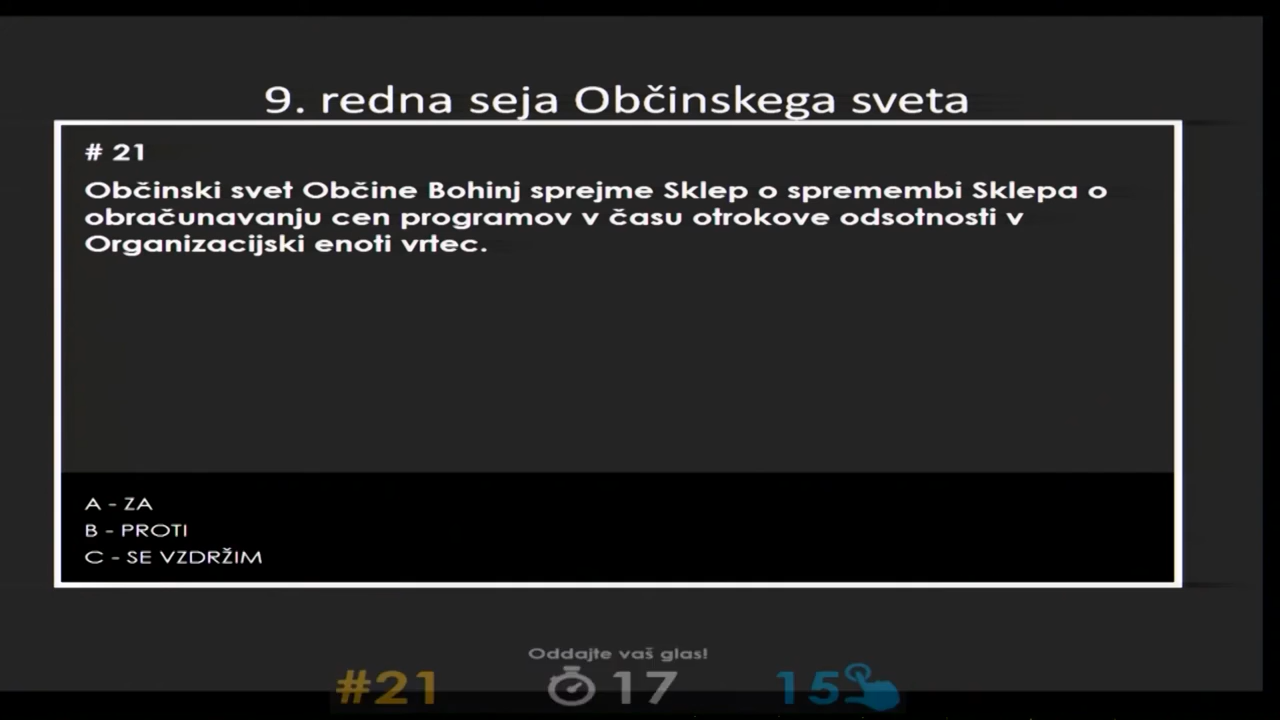 9. redna seja Občinskega sveta
# 21
Občinski svet Občine Bohinj sprejme Sklep o spremembi Sklepa o
obračunavanju cen programov v času otrokove odsotnosti v
Organizacijski enoti vrtec.
A - ZA
B - PROTI
C - SE VZDRŽIM
Oddajte vaš glas!
#21 17 15